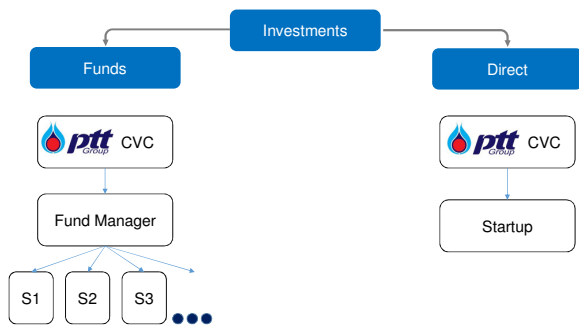 Investments
Funds
Direct
ptt Group CVC
ptt Group CVC
Fund Manager
Startup
S1 S2 S3